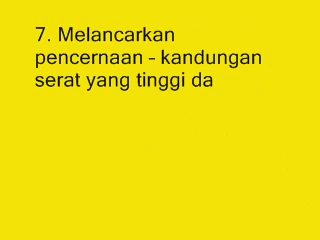 7. Melancarkan
pencernaan - kandungan
serat yang tinggi da